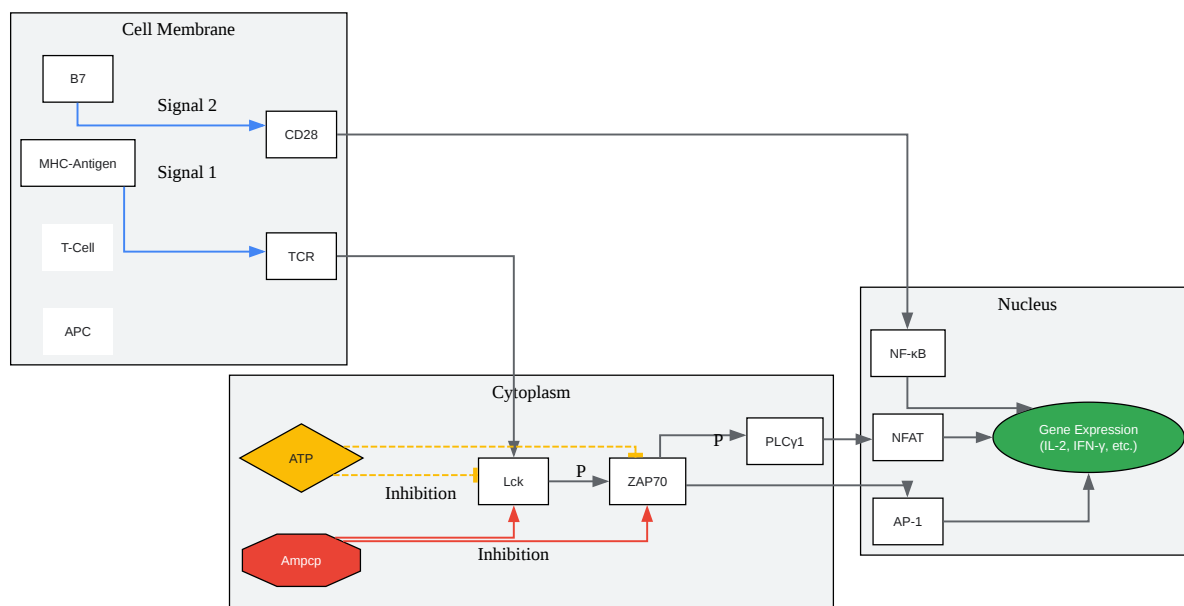 Cell Membrane
B7
Signal 2
CD28
MHC-Antigen
Signal 1
T-Cell
TCR
APC
Nucleus
NF-κB
Cytoplasm
Gene Expression
(IL-2, IFN-γ, etc.)
NFAT
PLCγ1
P
ATP
Lck
P
ZAP70
Inhibition
AP-1
Inhibition
Ampcp